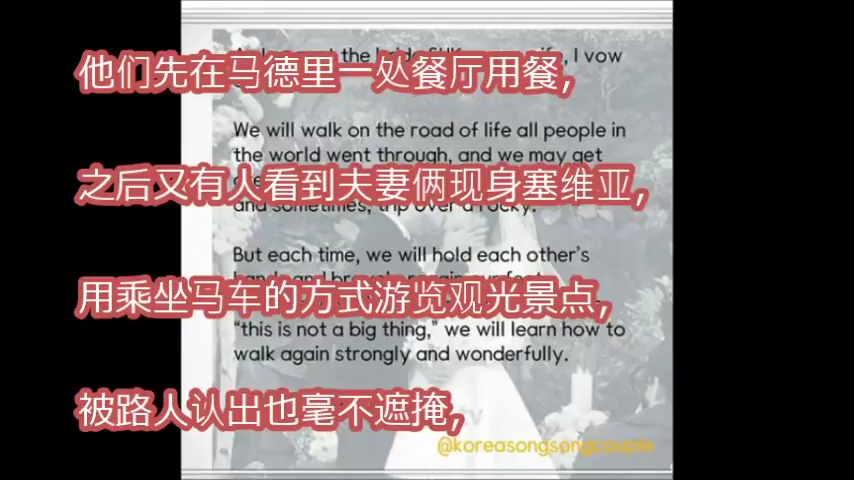 the bride
I vow
他们先在马德里一处餐厅用餐，
We will walk on the road of life all people in
the world went through, and we may get
之后又有人看到夫妻俩现身塞维亚，
and sometimes, trip over a rocky.
But each time, we will hold each other's
用乘坐马车的方式游览观光景点，
"this is not a big thing," we will learn how to
walk again strongly and wonderfully.
被路人认出也毫不遮掩，
@koreasongsongcouple